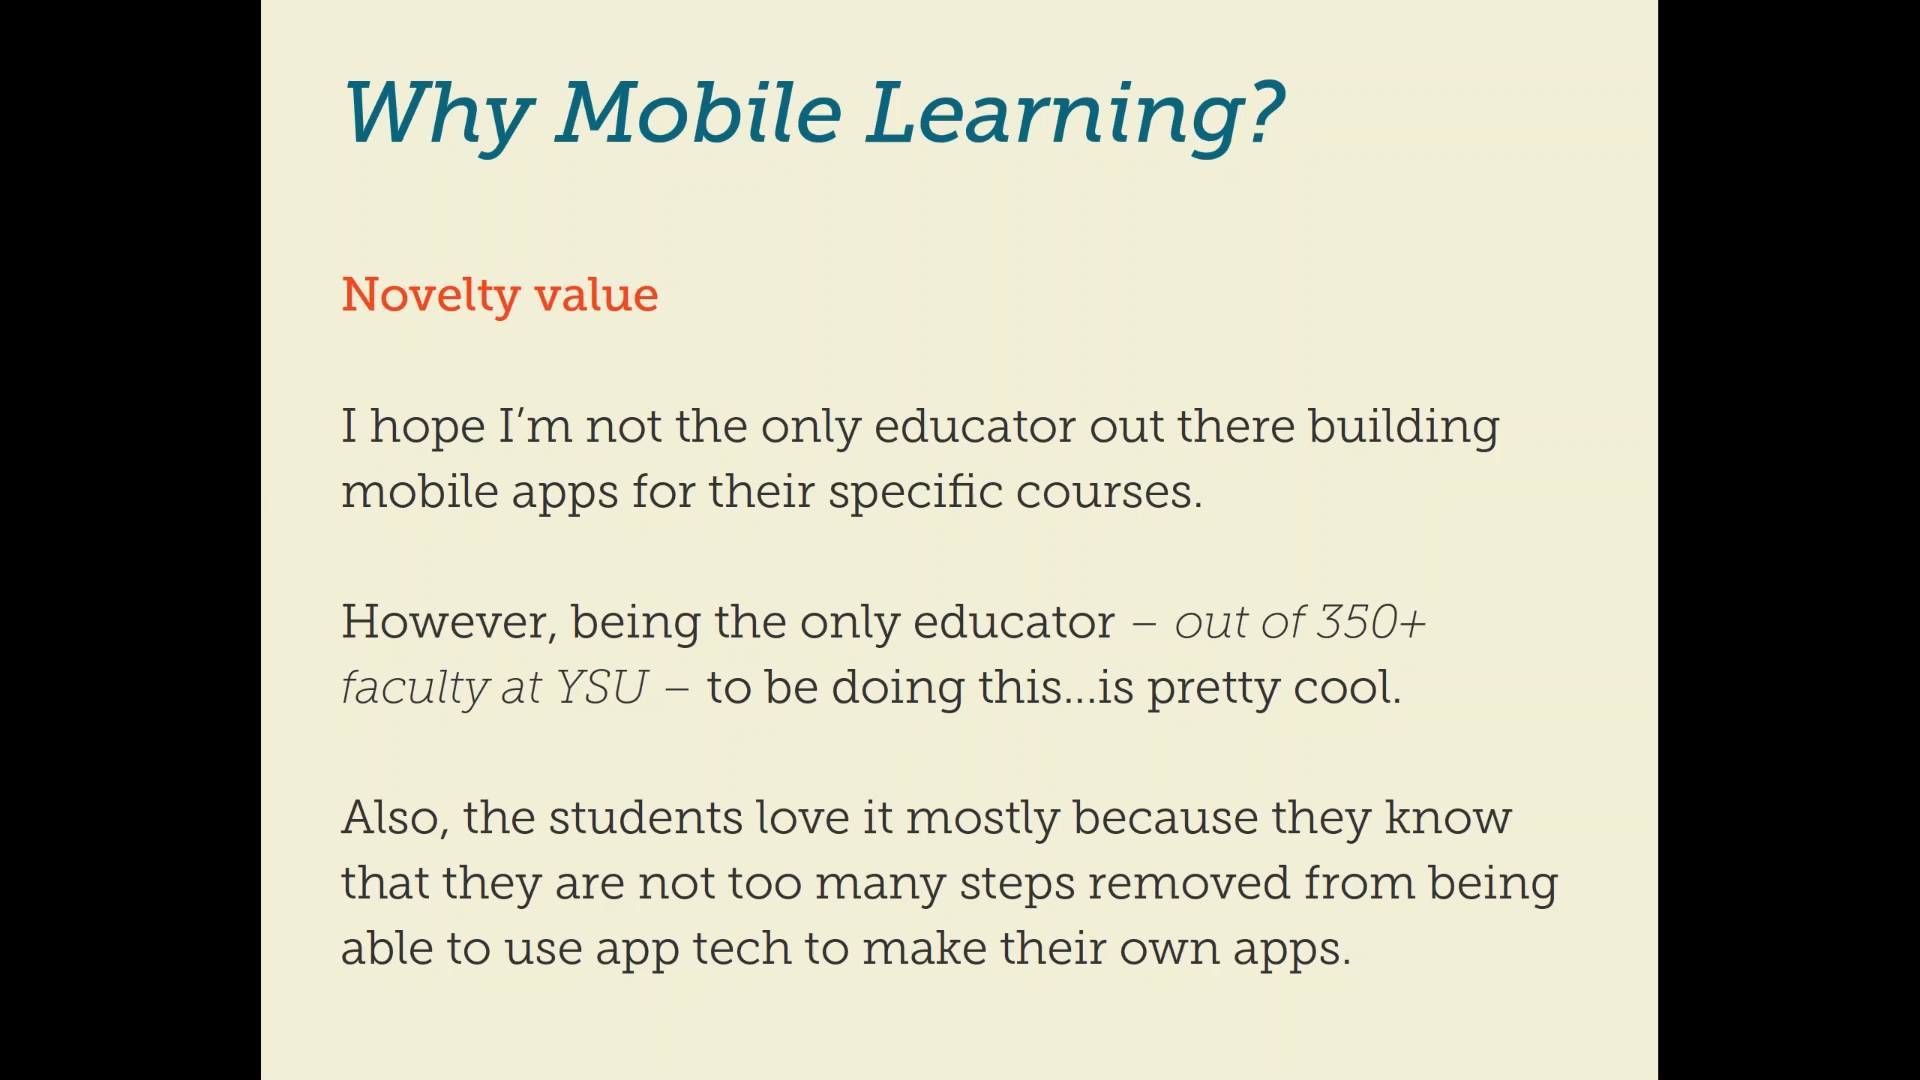 Why Mobile Learning?
Novelty value
I hope I’m not the only educator out there building
mobile apps for their specific courses.
However, being the only educator – out of 350+
faculty at YSU – to be doing this...is pretty cool.
Also, the students love it mostly because they know
that they are not too many steps removed from being
able to use app tech to make their own apps.